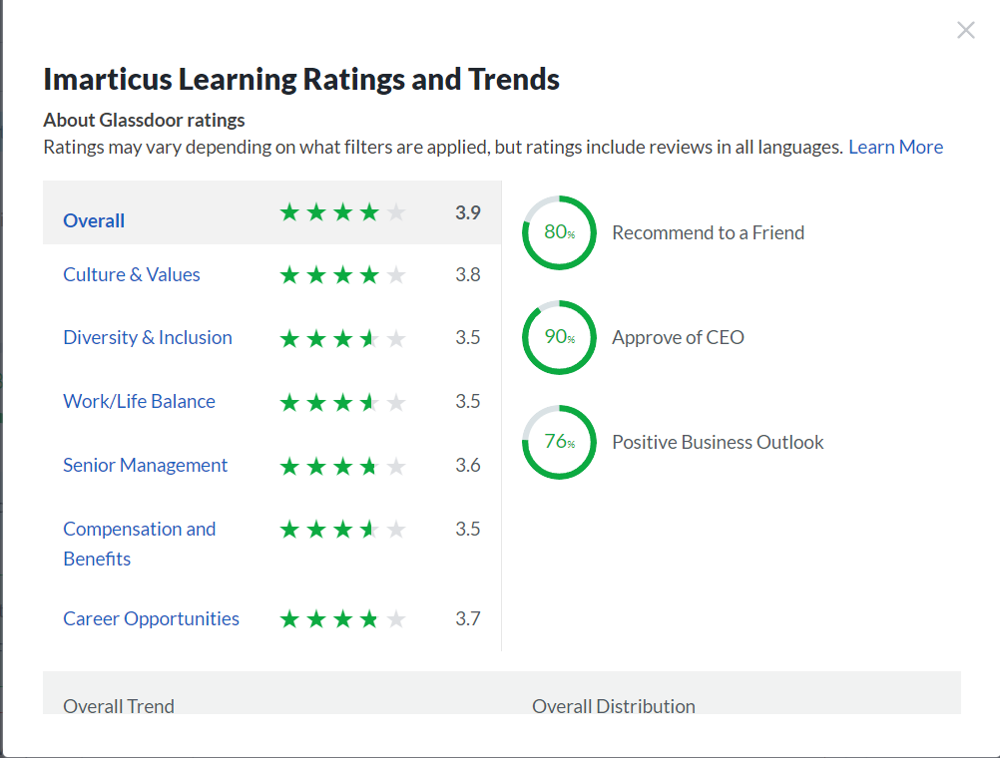 Imarticus Learning Ratings and Trends
About Glassdoor ratings
Ratings may vary depending on what filters are applied, but ratings include reviews in all languages. Learn More
Overall 3.9
Culture & Values 3.8
Diversity & Inclusion 3.5
Work/Life Balance 3.5
Senior Management 3.6
Compensation and
Benefits 3.5
Career Opportunities 3.7
80% Recommend to a Friend
90% Approve of CEO
76% Positive Business Outlook
Overall Trend
Overall Distribution